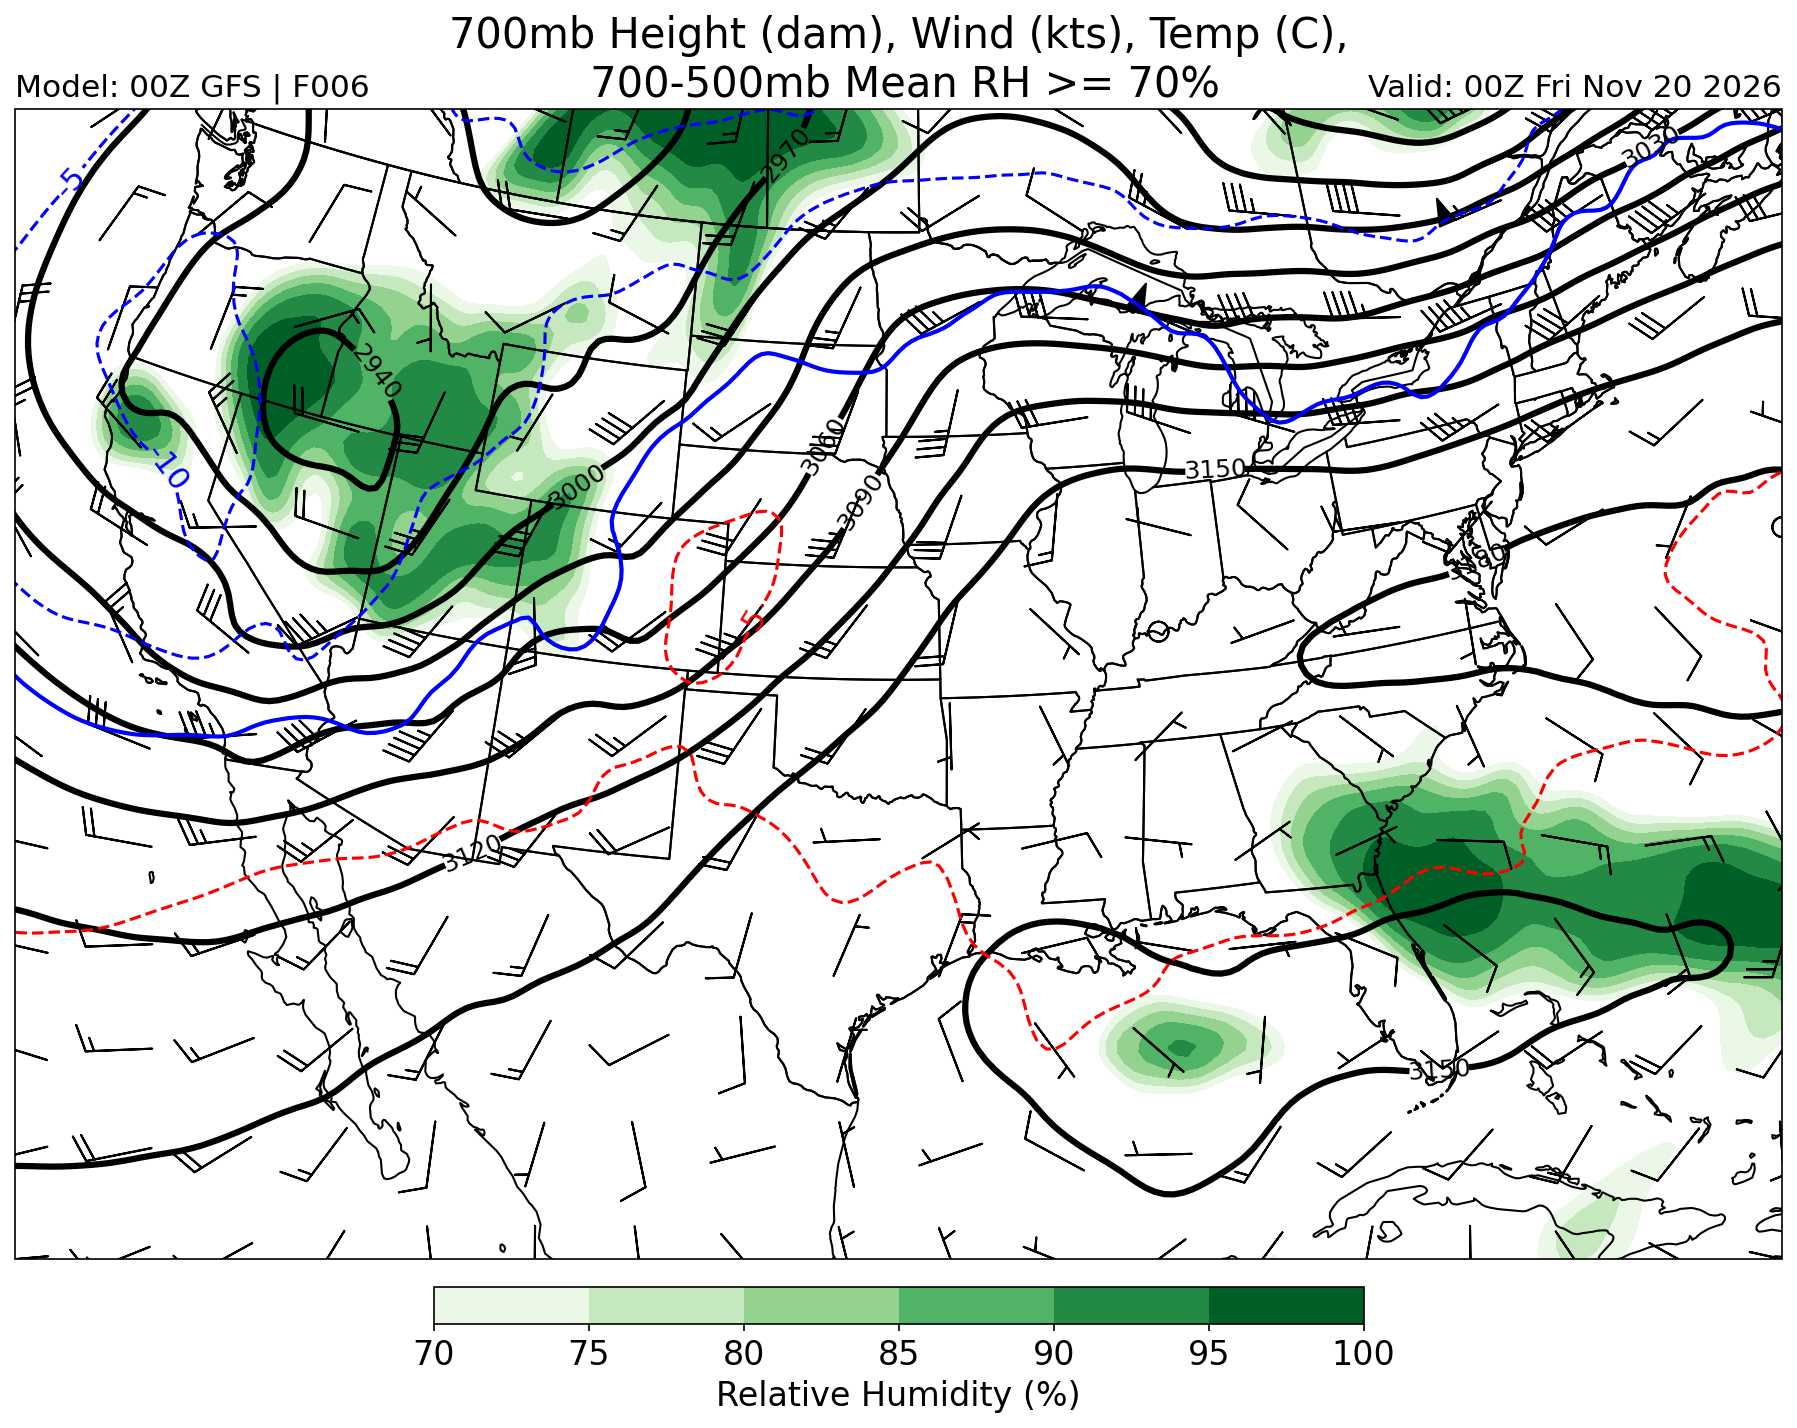 700mb Height (dam), Wind (kts), Temp (C),
700-500mb Mean RH >= 70%
Model: 00Z GFS | F006
Valid: 00Z Fri Nov 20 2026
2970
3030
-5
2940
3060
3000
3090
3150
-10
3180
5
3120
3150
70 75 80 85 90 95 100
Relative Humidity (%)